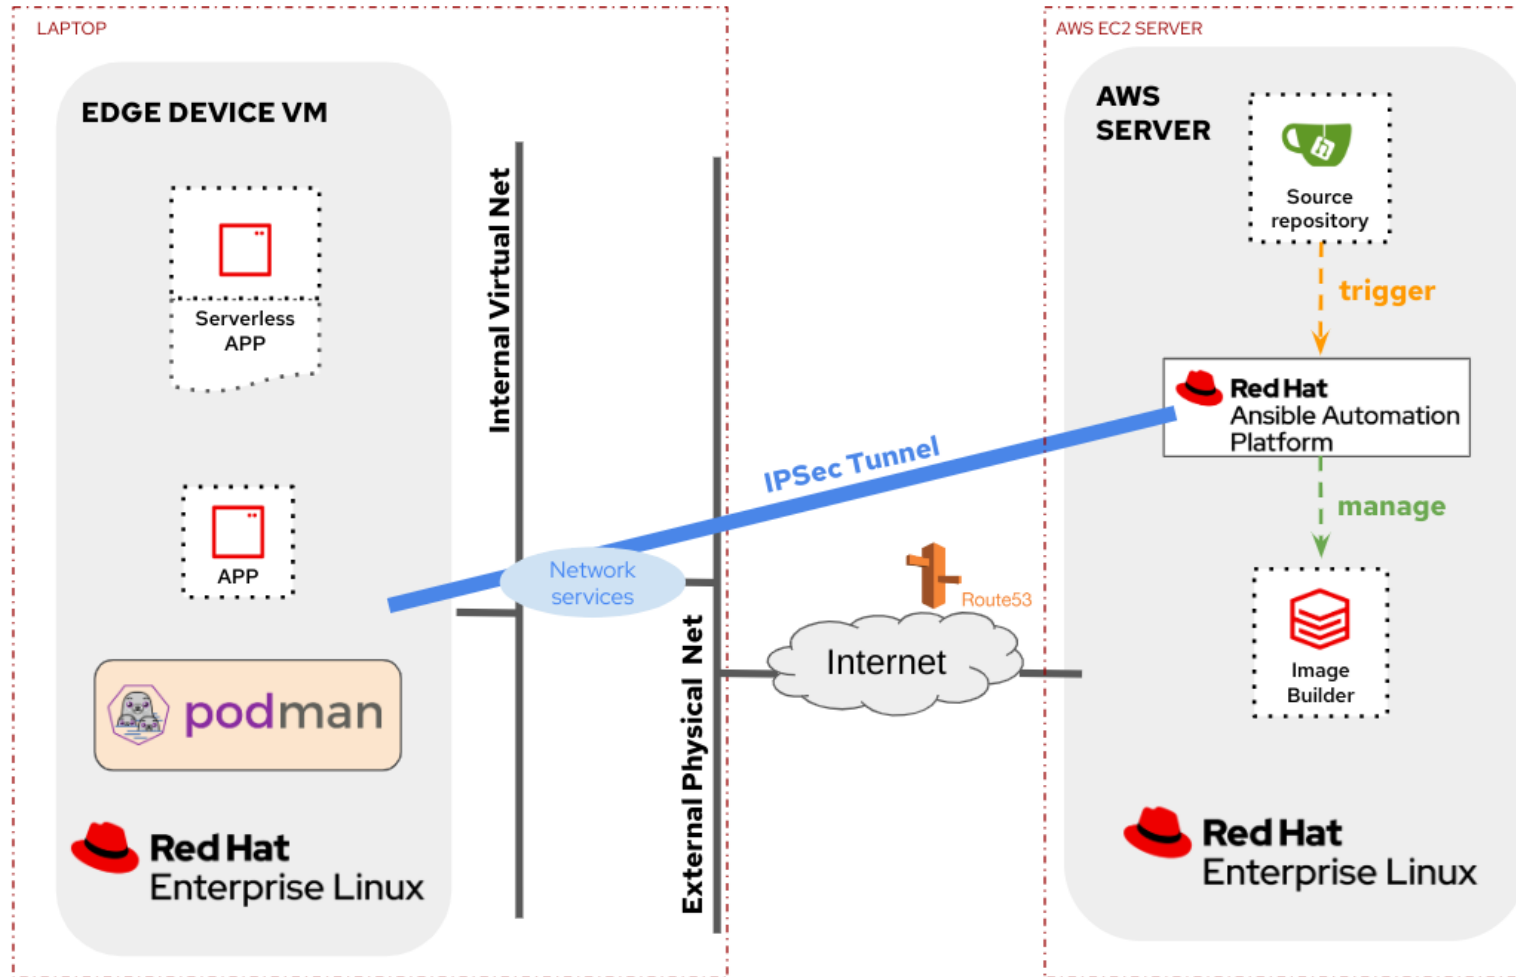 LAPTOP
EDGE DEVICE VM
Serverless
APP
APP
podman
Red Hat
Enterprise Linux
Internal Virtual Net
Network
services
External Physical Net
IPSec Tunnel
Route53
Internet
AWS EC2 SERVER
AWS
SERVER
Source
repository
trigger
Red Hat
Ansible Automation
Platform
manage
Image
Builder
Red Hat
Enterprise Linux